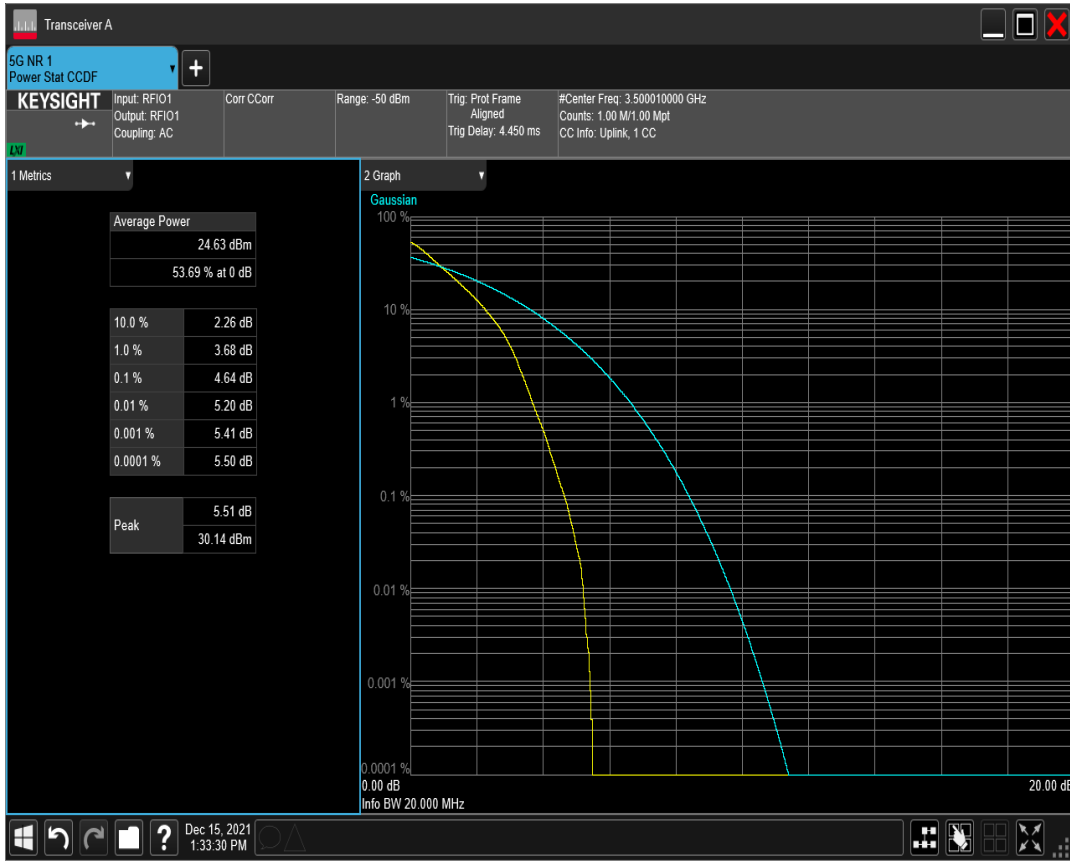 Transceiver A
5G NR 1
Power Stat CCDF
+
KEYSIGHT
LXI
Input: RFIO1
Output: RFIO1
Coupling: AC
Corr CCorr
Range: -50 dBm
Trig: Prot Frame
Aligned
Trig Delay: 4.450 ms
#Center Freq: 3.500010000 GHz
Counts: 1.00 M/1.00 Mpt
CC Info: Uplink, 1 CC
1 Metrics
Average Power
24.63 dBm
53.69 % at 0 dB
10.0 % 2.26 dB
1.0 % 3.68 dB
0.1 % 4.64 dB
0.01 % 5.20 dB
0.001 % 5.41 dB
0.0001 % 5.50 dB
Peak
5.51 dB
30.14 dBm
2 Graph
Gaussian
100 %
10 %
1 %
0.1 %
0.01 %
0.001 %
0.0001 %
0.00 dB
20.00 dB
Info BW 20.000 MHz
?
Dec 15, 2021
1:33:30 PM